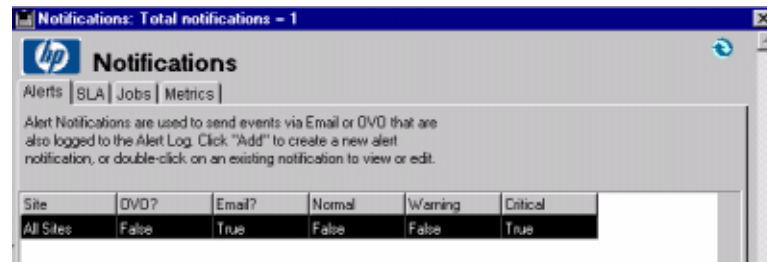 Notifications: Total notifications = 1
hp
Notifications
Alerts SLA Jobs Metrics
Alert Notifications are used to send events via Email or OVO that are
also logged to the Alert Log. Click "Add" to create a new alert
notification, or double-click on an existing notification to view or edit.
Site OVO? Email? Normal Warning Critical
All Sites False True False False True